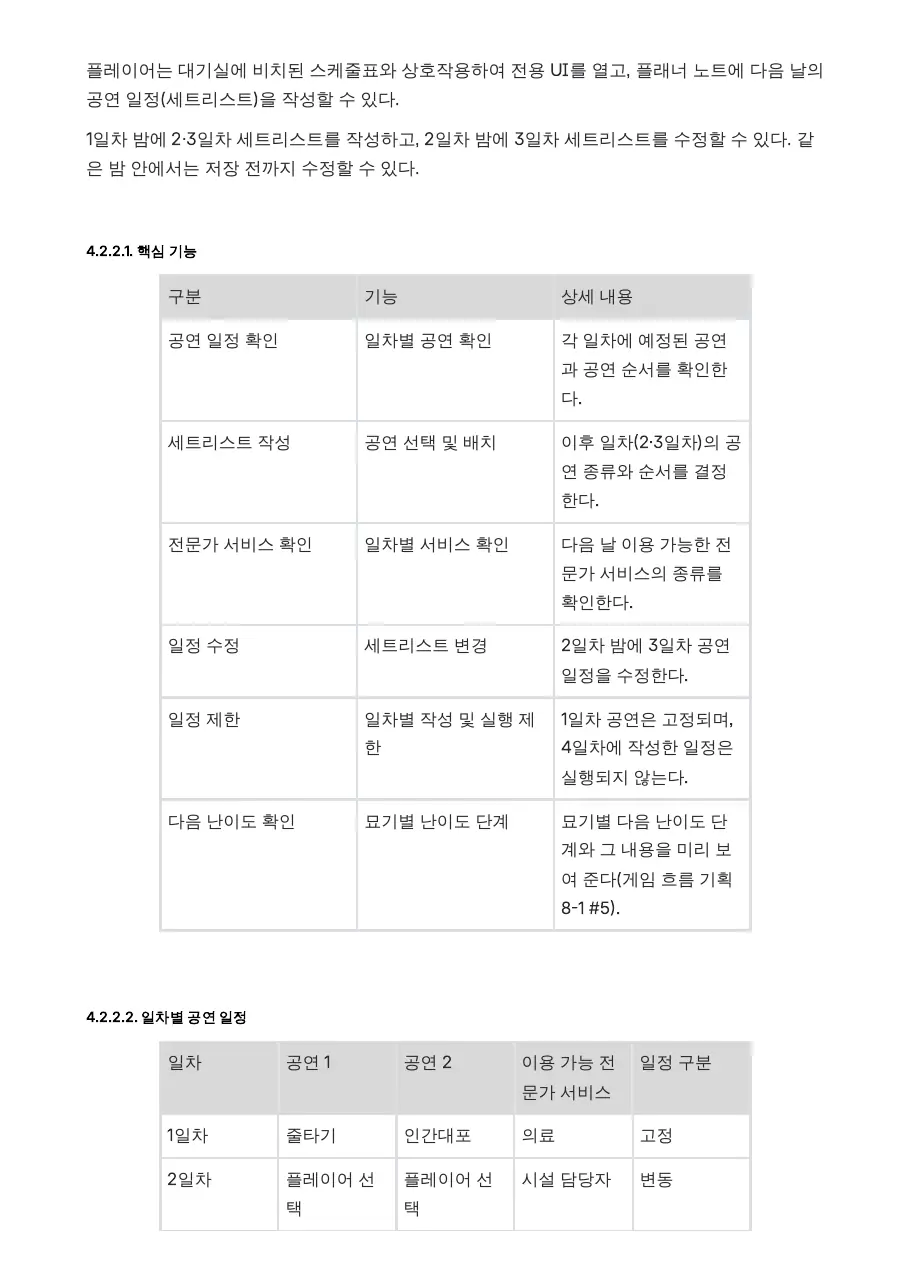 플레이어는 대기실에 비치된 스케줄표와 상호작용하여 전용 UI를 열고, 플래너 노트에 다음 날의
공연 일정(세트리스트)을 작성할 수 있다.
1일차 밤에 2·3일차 세트리스트를 작성하고, 2일차 밤에 3일차 세트리스트를 수정할 수 있다. 같
은 밤 안에서는 저장 전까지 수정할 수 있다.
4.2.2.1. 핵심 기능
구분 기능 상세 내용
공연 일정 확인 일차별 공연 확인 각 일차에 예정된 공연
과 공연 순서를 확인한
다.
세트리스트 작성 공연 선택 및 배치 이후 일차(2·3일차)의 공
연 종류와 순서를 결정
한다.
전문가 서비스 확인 일차별 서비스 확인 다음 날 이용 가능한 전
문가 서비스의 종류를
확인한다.
일정 수정 세트리스트 변경 2일차 밤에 3일차 공연
일정을 수정한다.
일정 제한 일차별 작성 및 실행 제 1일차 공연은 고정되며,
한 4일차에 작성한 일정은
실행되지 않는다.
다음 난이도 확인 묘기별 난이도 단계 묘기별 다음 난이도 단
계와 그 내용을 미리 보
여 준다(게임 흐름 기획
8-1 #5).
4.2.2.2. 일차별 공연 일정
일차 공연 1 공연 2 이용 가능 전 일정 구분
문가 서비스
1일차 줄타기 인간대포 의료 고정
2일차 플레이어 선 플레이어 선 시설 담당자 변동
택 택